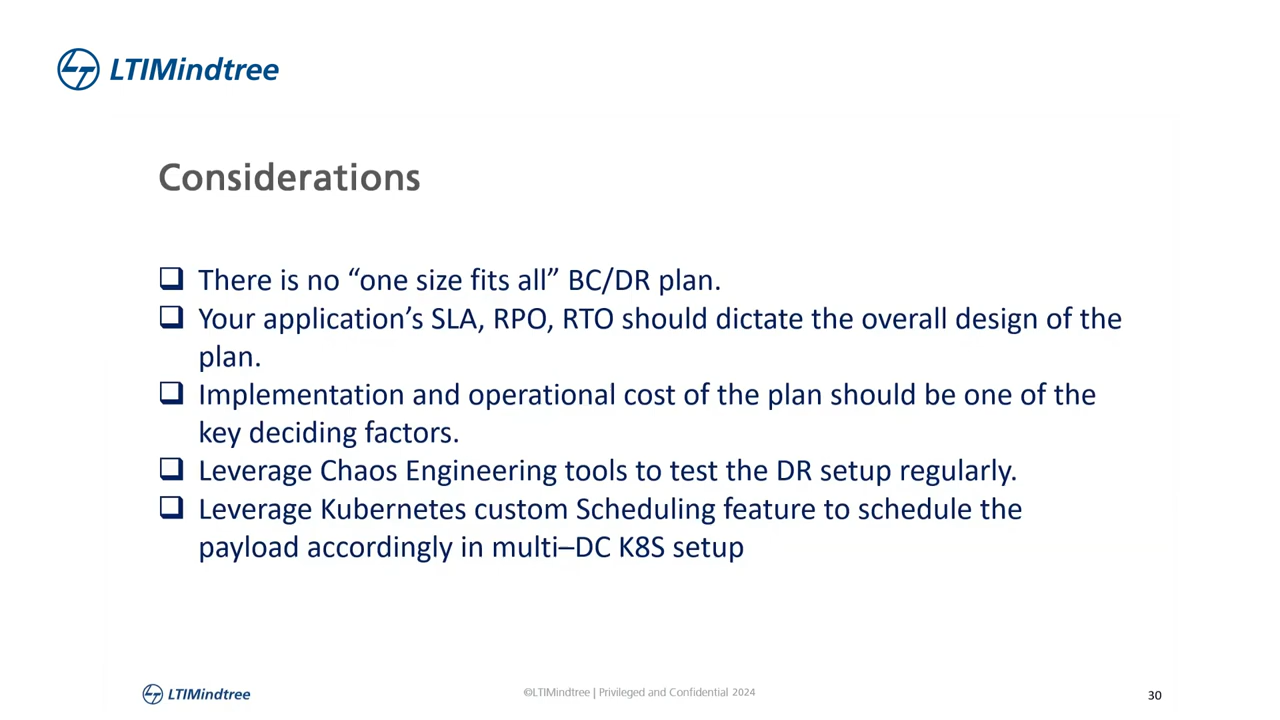 LTIMindtree
Considerations
❑ There is no “one size fits all” BC/DR plan.
❑ Your application’s SLA, RPO, RTO should dictate the overall design of the
plan.
❑ Implementation and operational cost of the plan should be one of the
key deciding factors.
❑ Leverage Chaos Engineering tools to test the DR setup regularly.
❑ Leverage Kubernetes custom Scheduling feature to schedule the
payload accordingly in multi–DC K8S setup
LTIMindtree
©LTIMindtree | Privileged and Confidential 2024
30